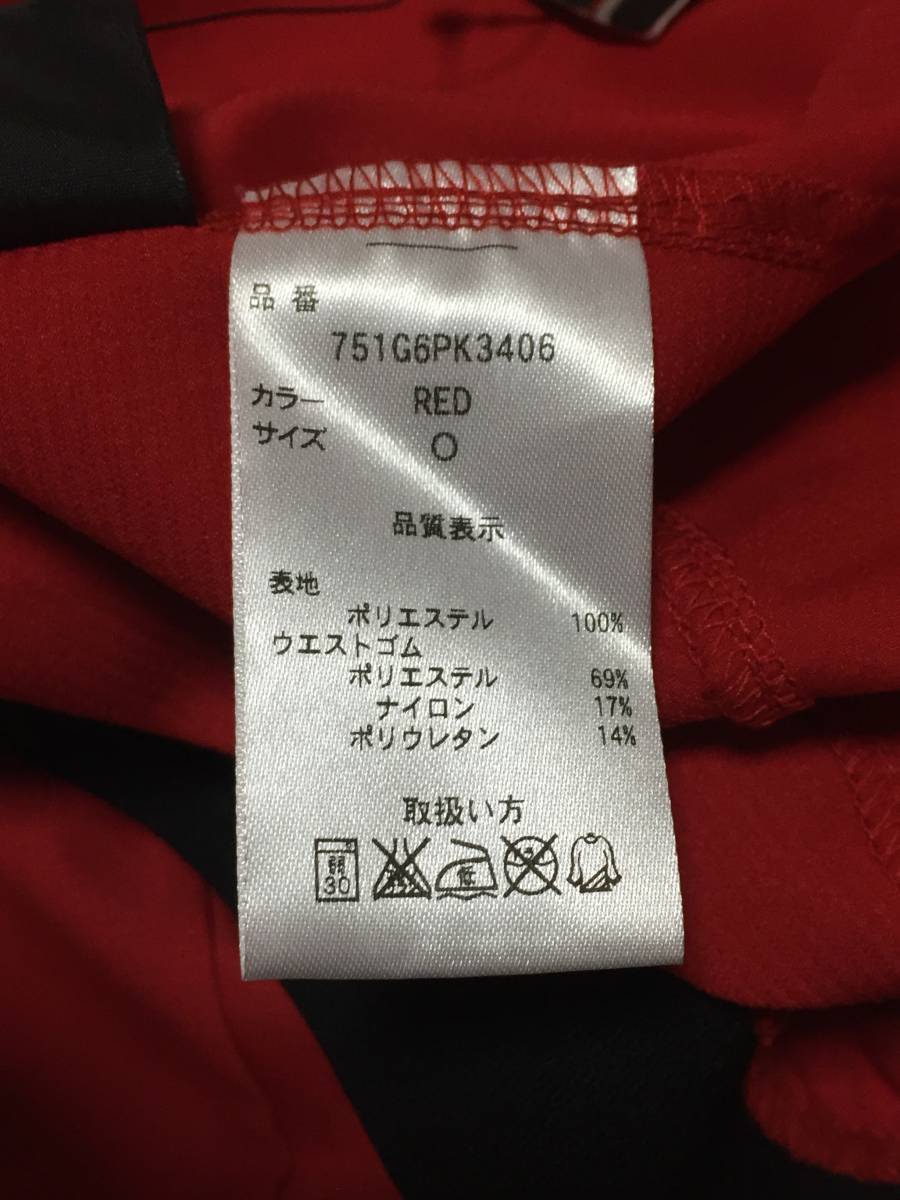 品番
751G6PK3406
カラー RED
サイズ O
品質表示
表地
ポリエステル 100%
ウエストゴム
ポリエステル 69%
ナイロン 17%
ポリウレタン 14%
取扱い方
弱 30 低